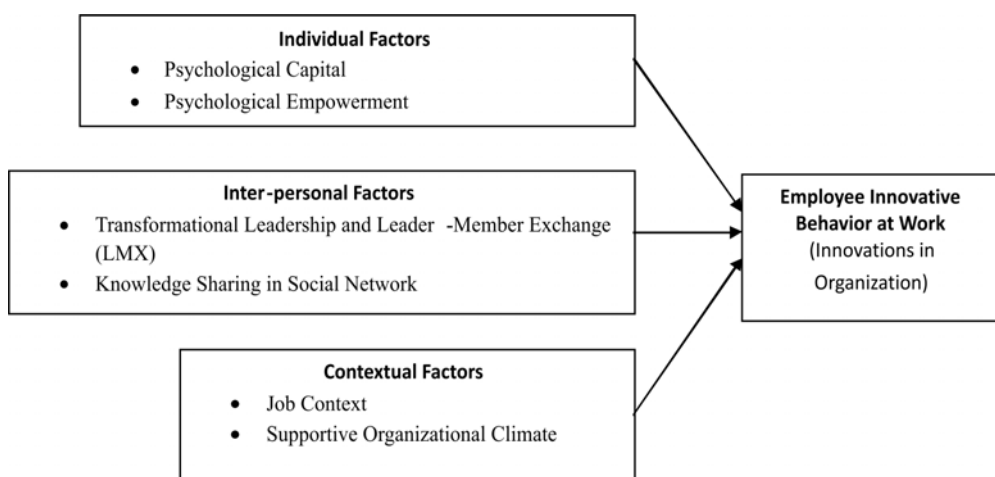 Individual Factors
• Psychological Capital
• Psychological Empowerment
Inter-personal Factors
• Transformational Leadership and Leader -Member Exchange
(LMX)
• Knowledge Sharing in Social Network
Contextual Factors
• Job Context
• Supportive Organizational Climate
Employee Innovative
Behavior at Work
(Innovations in
Organization)